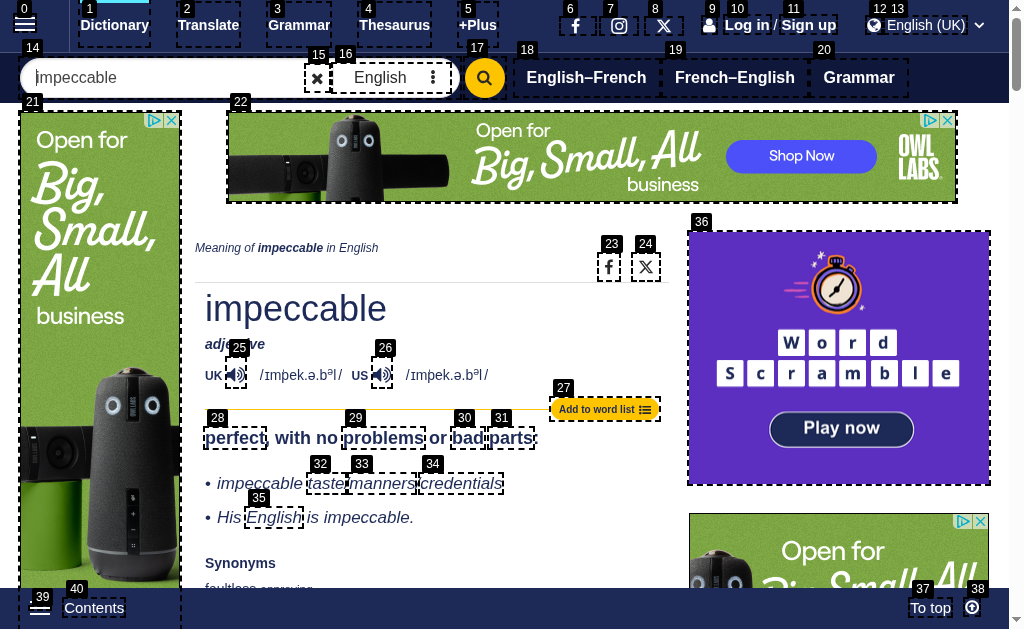 0 1 2 3 4 5 6 7 8 9 10 11 12 13
Dictionary Translate Grammar Thesaurus +Plus Log in / Sign up English (UK)
14 15 16 17 18 19 20
impeccable English English–French French–English Grammar
21 22
Open for
Big,
Small,
All
business
Open for
Big, Small, All
business
Shop Now
OWL
LABS
Meaning of impeccable in English
23 24
impeccable
adjective
25 26
UK /ɪmˈpek.ə.bəl/ US /ɪmˈpek.ə.bəl/
27
Add to word list
28 29 30 31
perfect, with no problems or bad parts:
32 33 34
• impeccable taste/manners/credentials
35
• His English is impeccable.
Synonyms
faultless approving
36
Word
Scramble
Play now
Open for
Big, Small, All
39 40 37 38
Contents To top